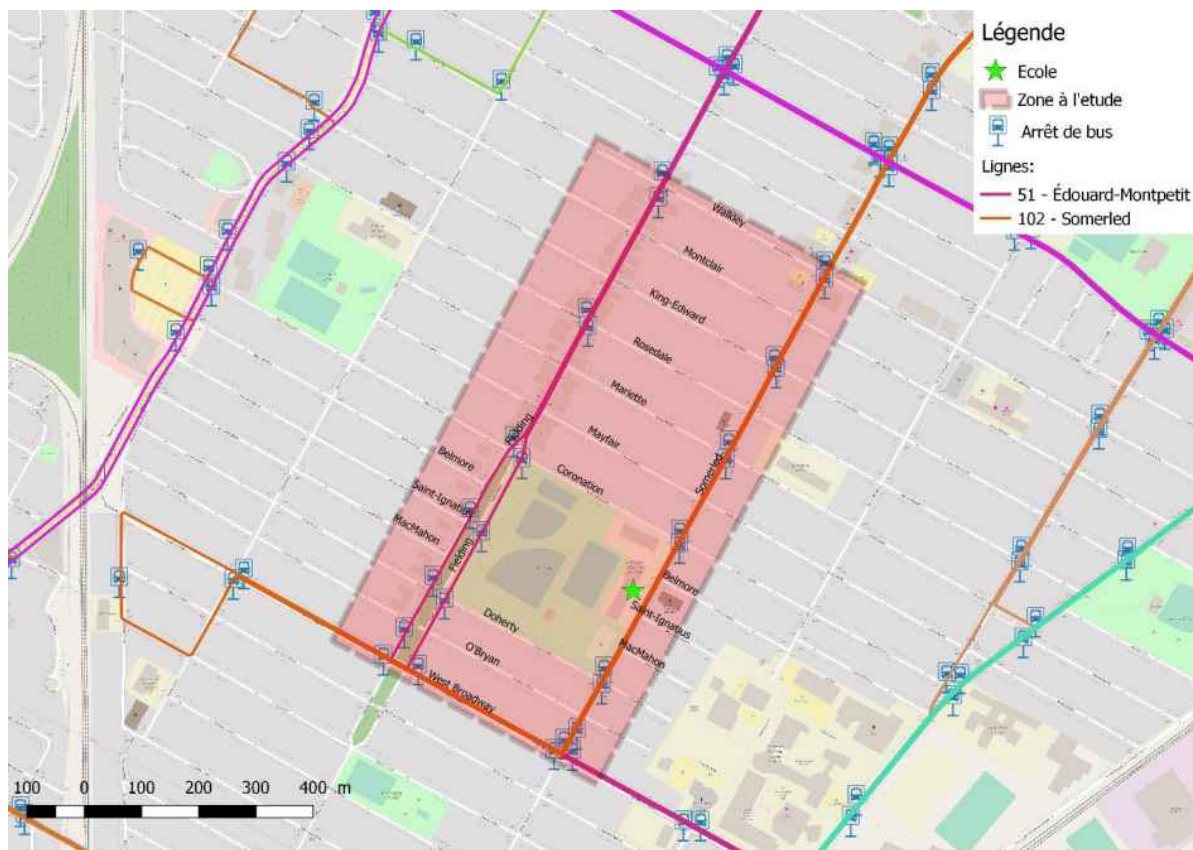 Légende
Ecole
Zone à l'etude
Arrêt de bus
Lignes:
51 - Édouard-Montpetit
102 - Somerled
Walkley
Montclair
King-Edward
Rosedale
Mariette
Mayfair
Fielding
Coronation
Belmore
Saint-Ignatius
MacMahon
Fielding
Somerled
Belmore
Saint-Ignatius
MacMahon
Doherty
O'Bryan
West Broadway
100 0 100 200 300 400 m